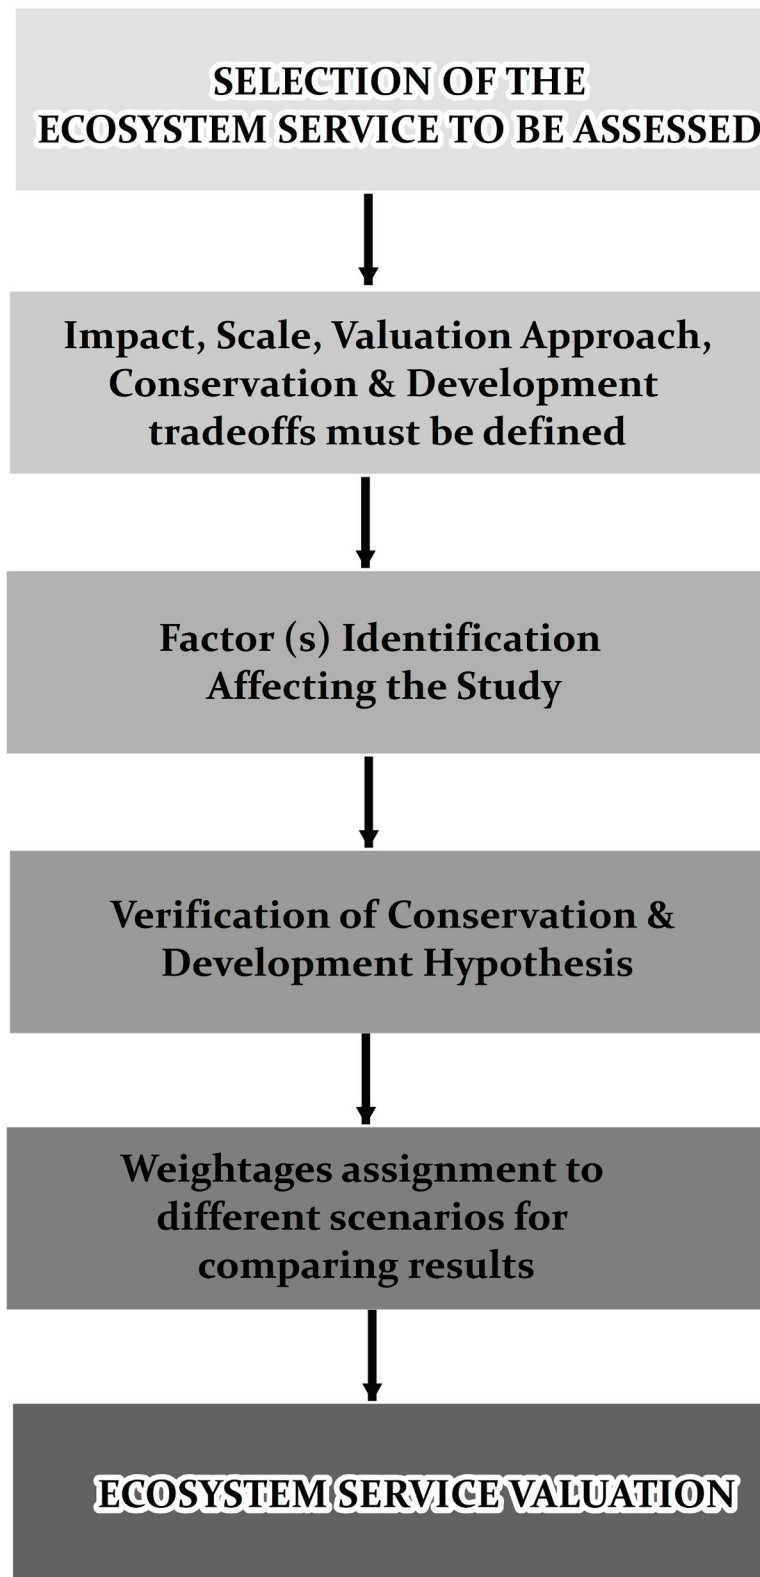 SELECTION OF THE
ECOSYSTEM SERVICE TO BE ASSESSED
Impact, Scale, Valuation Approach,
Conservation & Development
tradeoffs must be defined
Factor (s) Identification
Affecting the Study
Verification of Conservation &
Development Hypothesis
Weightages assignment to
different scenarios for
comparing results
ECOSYSTEM SERVICE VALUATION